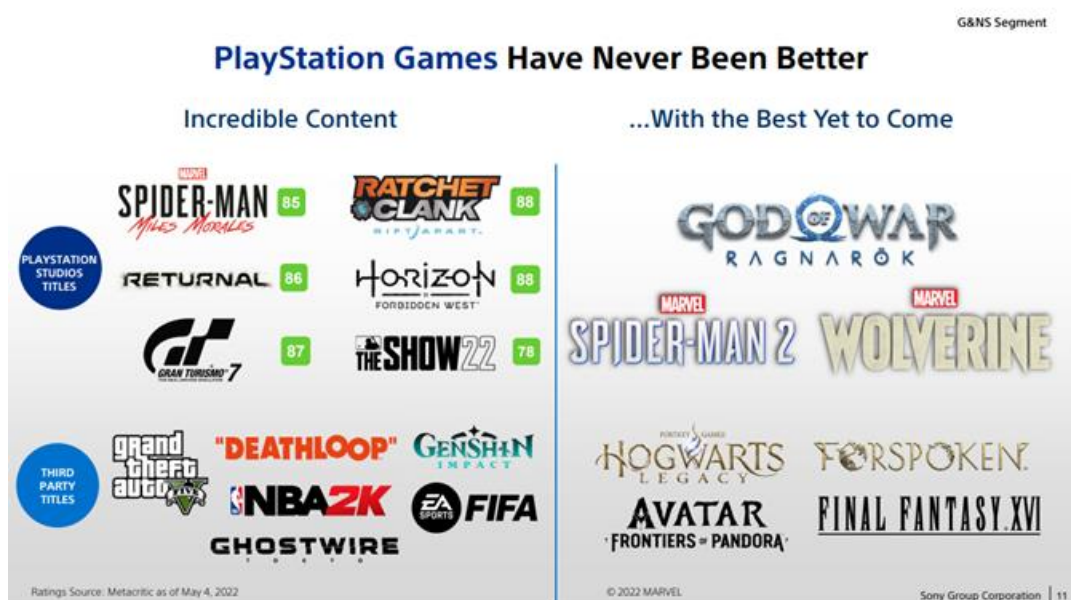 G&NS Segment
PlayStation Games Have Never Been Better
Incredible Content
...With the Best Yet to Come
PLAYSTATION
STUDIOS
TITLES
MARVEL
SPIDER-MAN
MILES MORALES
85
RATCHET
CLANK
RIFT APART
88
RETURNAL
86
HORIZON
FORBIDDEN WEST
88
GRAN TURISMO 7
87
THE SHOW 22
78
GOD OF WAR
RAGNARÖK
MARVEL
SPIDER-MAN 2
MARVEL
WOLVERINE
THIRD
PARTY
TITLES
grand
theft
auto
V
"DEATHLOOP"
GENSHIN
IMPACT
NBA 2K
EA
SPORTS
FIFA
GHOSTWIRE
TOKYO
PORTKEY GAMES
HOGWARTS
LEGACY
FORSPOKEN
AVATAR
FRONTIERS OF PANDORA
FINAL FANTASY XVI
Ratings Source: Metacritic as of May 4, 2022
© 2022 MARVEL
Sony Group Corporation | 11